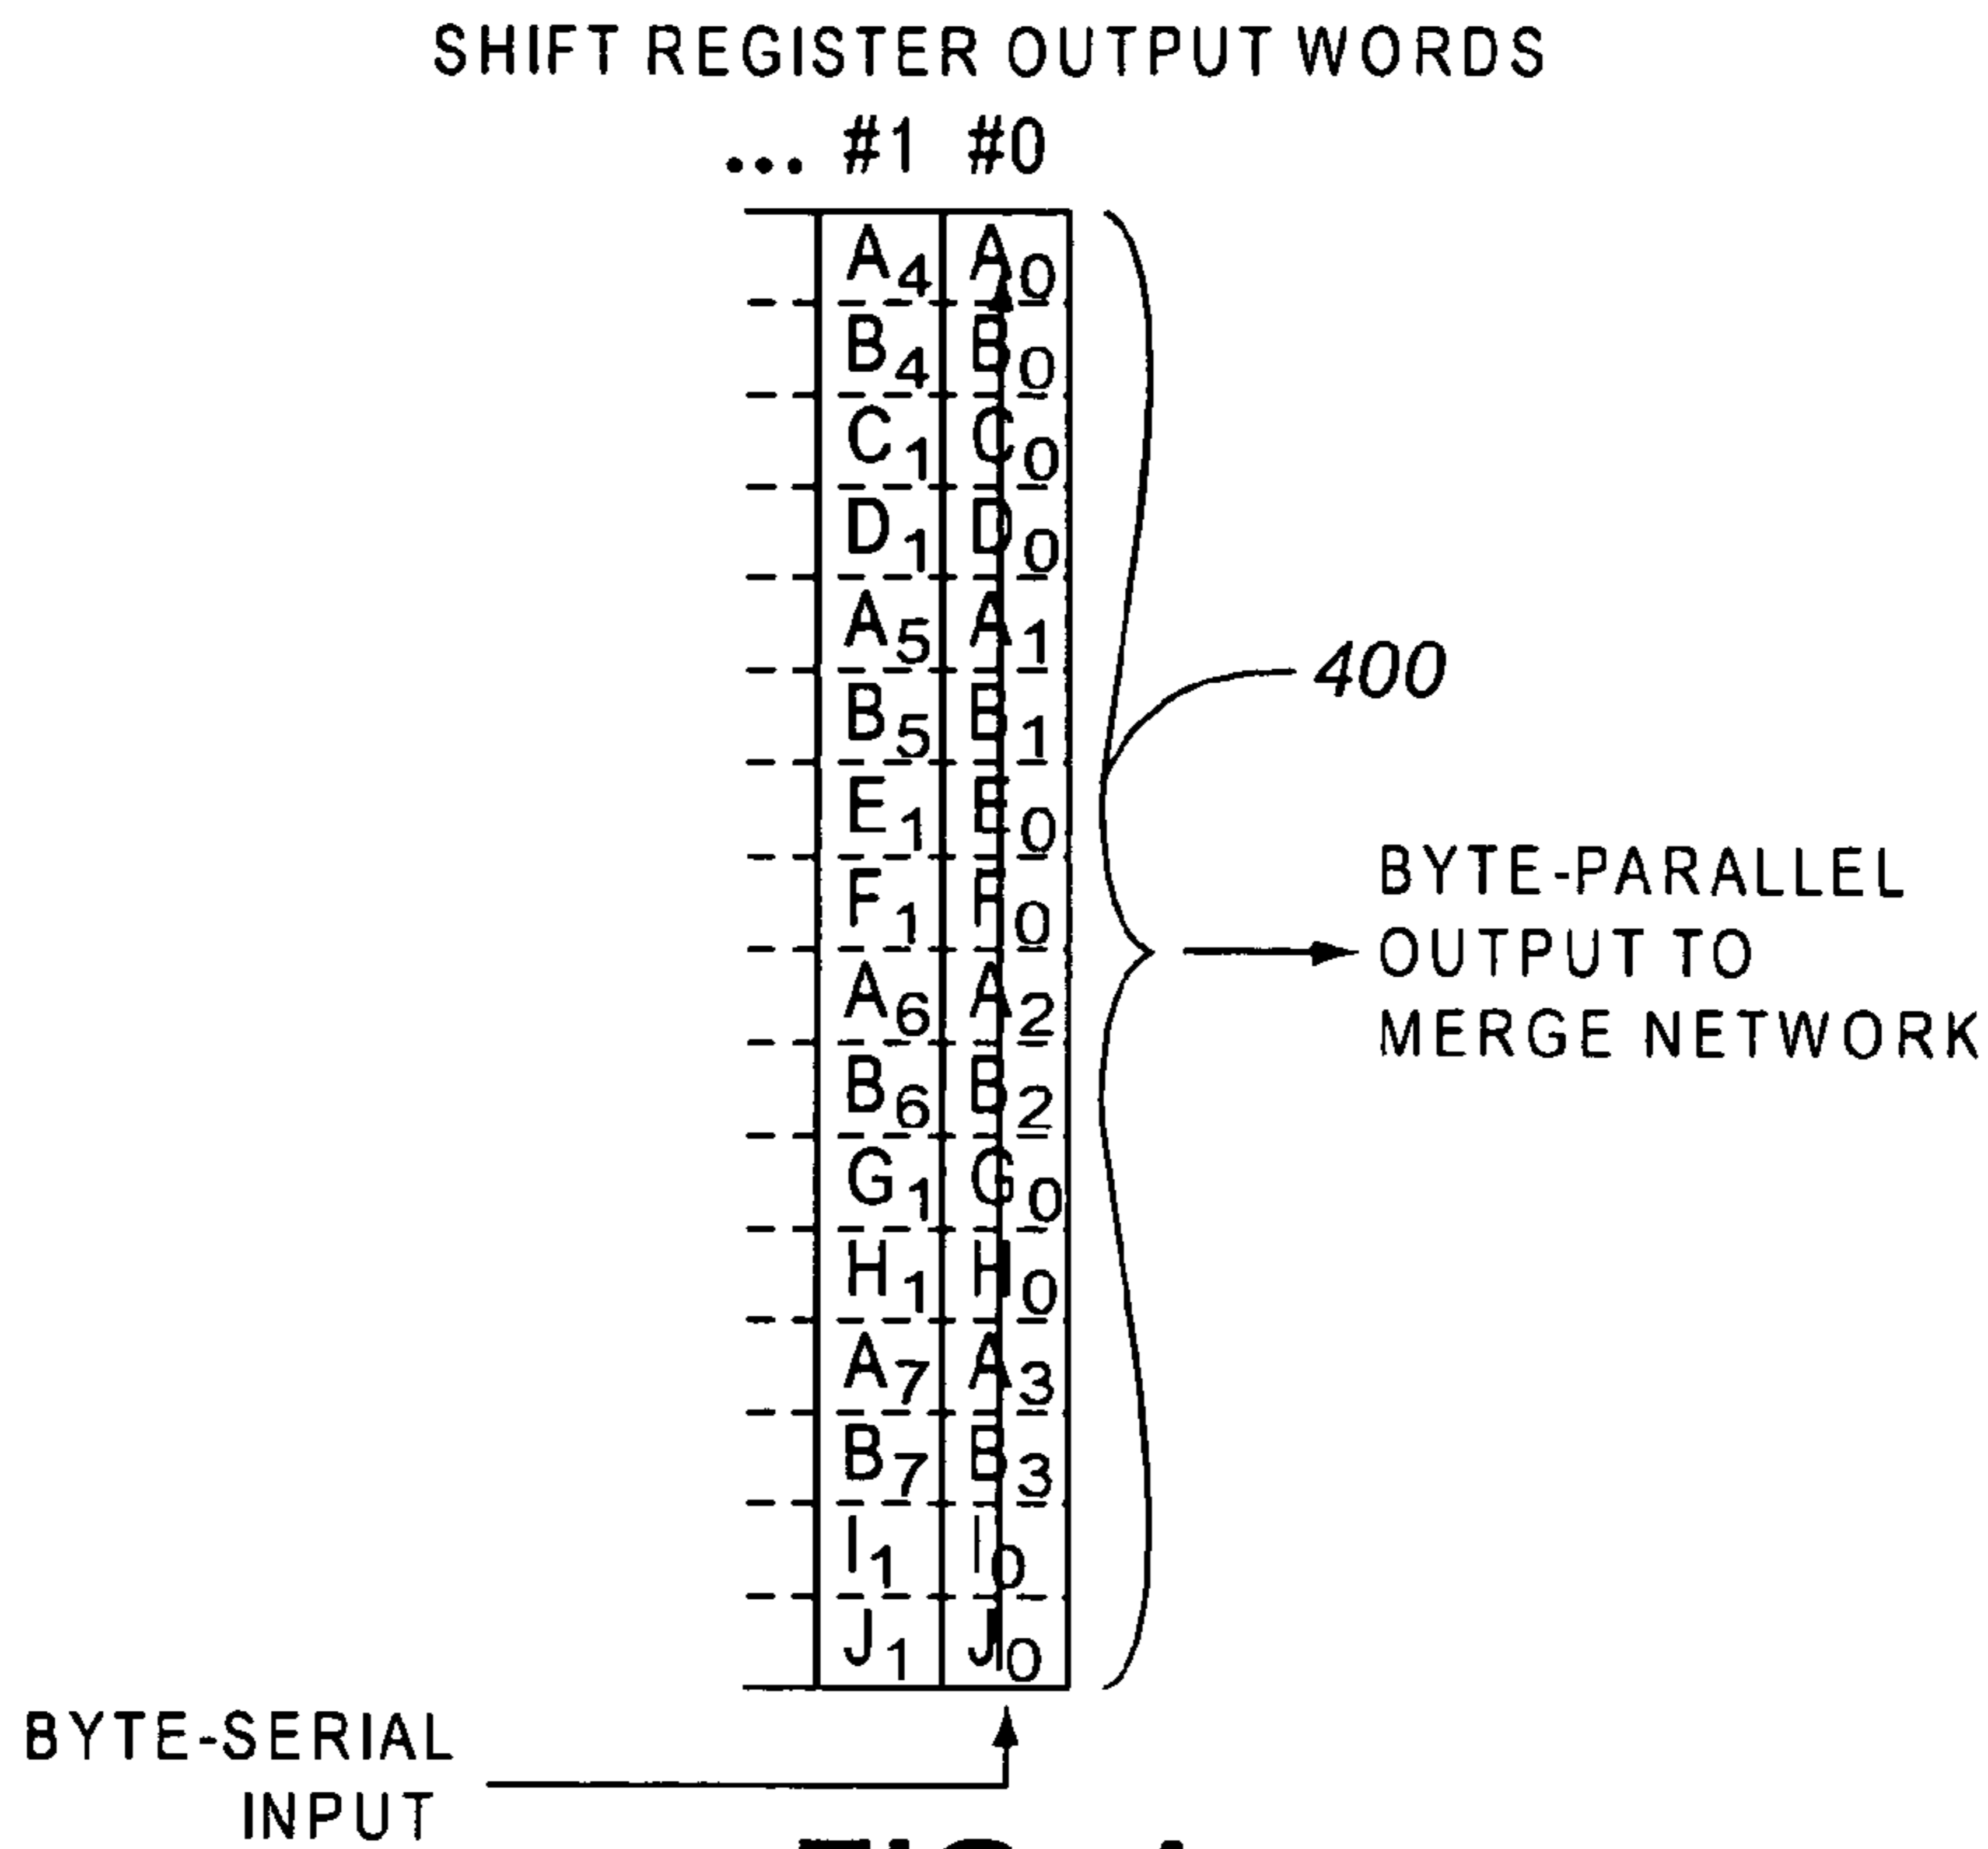 SHIFT REGISTER OUTPUT WORDS
... #1 #0
A4 A0
B4 B0
C1 C0
D1 D0
A5 A1
B5 B1
E1 E0
F1 F0
A6 A2
B6 B2
G1 G0
H1 H0
A7 A3
B7 B3
I1 I0
J1 J0
400
BYTE-PARALLEL
OUTPUT TO
MERGE NETWORK
BYTE-SERIAL
INPUT